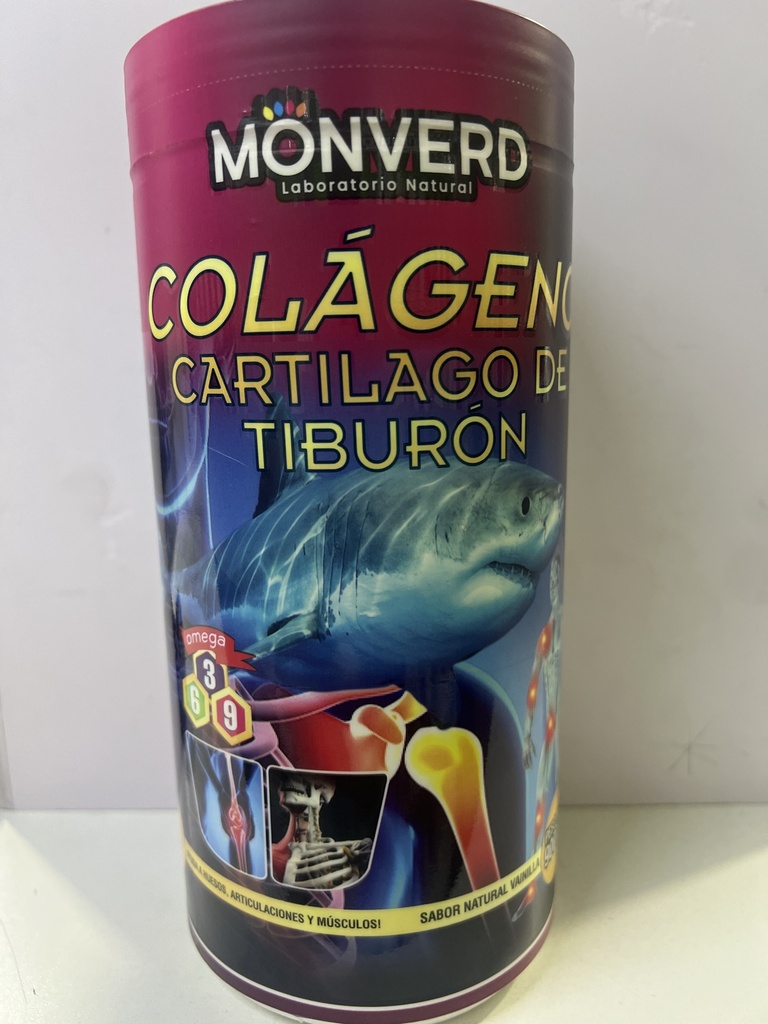 MONVERD
Laboratorio Natural
COLÁGENO
CARTILAGO DE
TIBURÓN
omega
3
6
9
HUESOS, ARTICULACIONES Y MÚSCULOS!
SABOR NATURAL VAINILLA